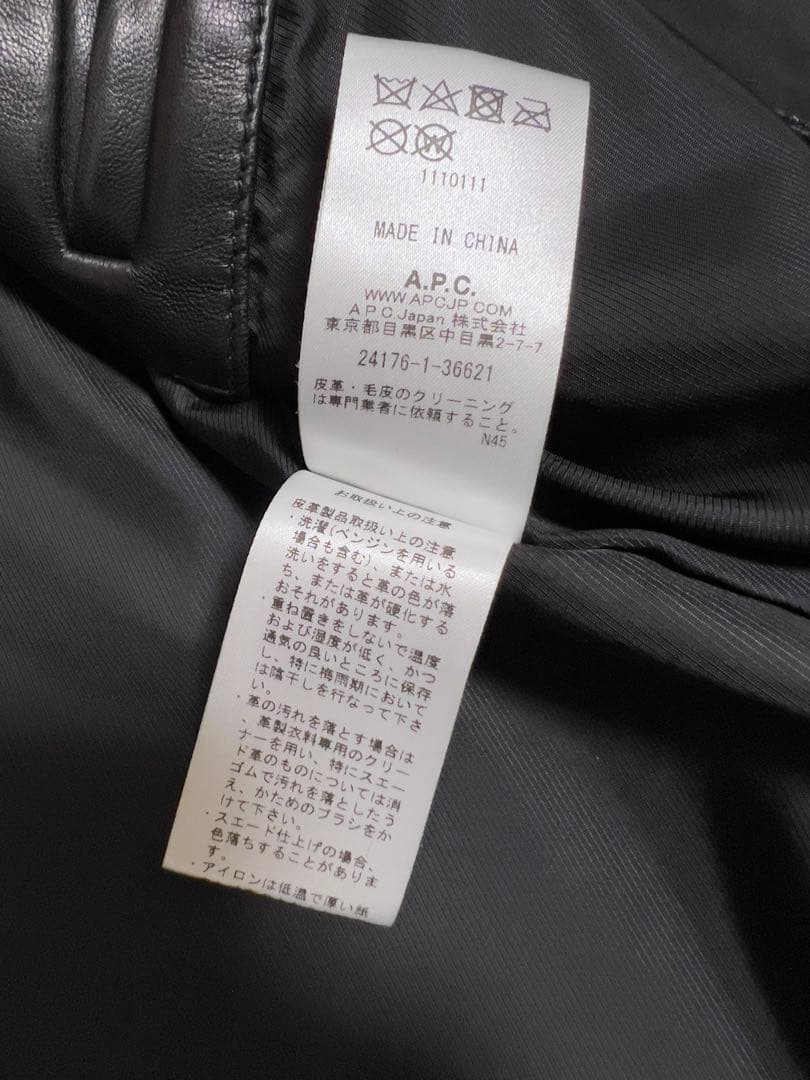 1110111
MADE IN CHINA
A.P.C.
WWW.APCJP.COM
A.P.C.Japan 株式会社
東京都目黒区中目黒2-7-7
24176-1-36621
皮革・毛皮のクリーニング
は専門業者に依頼すること。
N45
お取扱い上の注意
皮革製品取扱い上の注意
・洗濯(ベンジンを用いる
場合も含む)、または水
洗いをすると革の色が落
ち、または革が硬化する
おそれがあります。
・重ね置きをしないで温度
および湿度が低く、かつ
通気の良いところに保存
し、特に梅雨期において
は陰干しを行なって下さ
い。
・革の汚れを落とす場合は
、革製衣料専用のクリー
ナーを用い、特にスエー
ド革のものについては消
ゴムで汚れを落としたう
え、かためのブラシをか
けて下さい。
・スエード仕上げの場合、
色落ちすることがありま
す。
・アイロンは低温で厚い紙